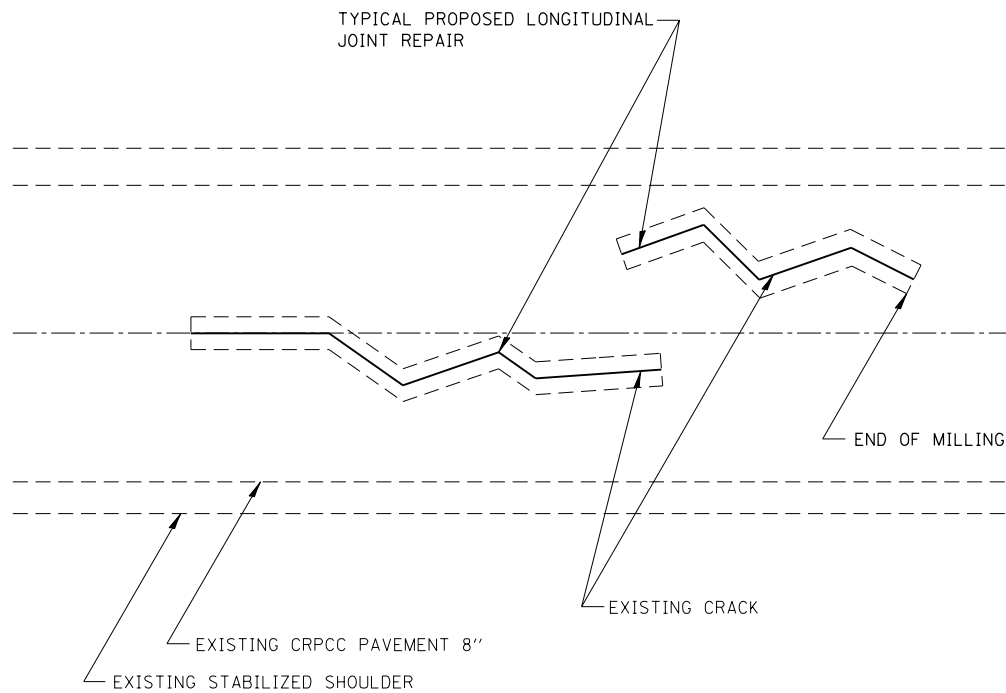 TYPICAL PROPOSED LONGITUDINAL
JOINT REPAIR
END OF MILLING
EXISTING CRACK
EXISTING CRPCC PAVEMENT 8''
EXISTING STABILIZED SHOULDER